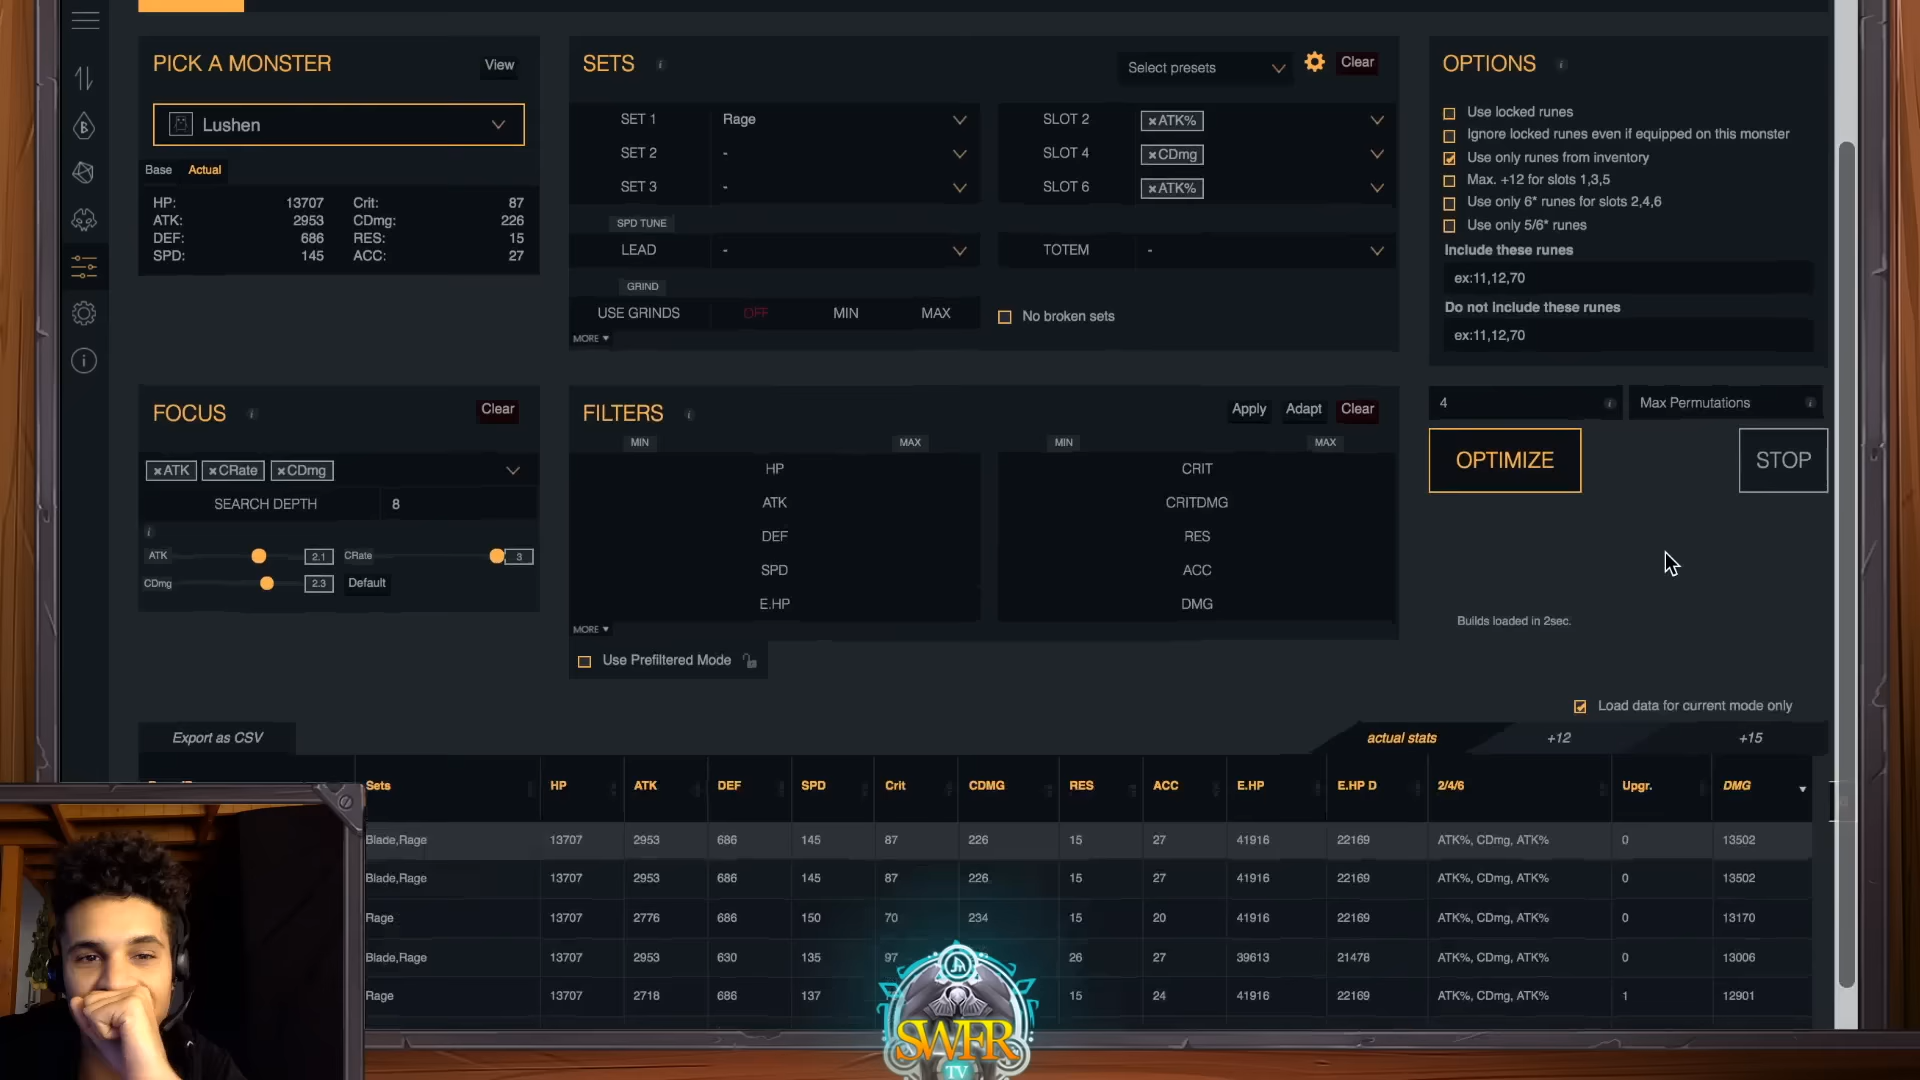 PICK A MONSTER
View
Lushen
Base Actual
HP: 13707 Crit: 87
ATK: 2953 CDmg: 226
DEF: 686 RES: 15
SPD: 145 ACC: 27
SETS
Select presets
Clear
SET 1 Rage
SET 2 -
SET 3 -
SLOT 2 ×ATK%
SLOT 4 ×CDmg
SLOT 6 ×ATK%
SPD TUNE
LEAD -
TOTEM -
GRIND
USE GRINDS OFF MIN MAX
No broken sets
MORE ▼
OPTIONS
Use locked runes
Ignore locked runes even if equipped on this monster
Use only runes from inventory
Max. +12 for slots 1,3,5
Use only 6* runes for slots 2,4,6
Use only 5/6* runes
Include these runes
ex:11,12,70
Do not include these runes
ex:11,12,70
FOCUS
Clear
×ATK ×CRate ×CDmg
SEARCH DEPTH 8
ATK 2.1 CRate 3
CDmg 2.3 Default
FILTERS
Apply Adapt Clear
MIN MAX MIN MAX
HP CRIT
ATK CRITDMG
DEF RES
SPD ACC
E.HP DMG
MORE ▼
Use Prefiltered Mode
4 Max Permutations
OPTIMIZE STOP
Builds loaded in 2sec.
Load data for current mode only
Export as CSV
actual stats +12 +15
Sets HP ATK DEF SPD Crit CDMG RES ACC E.HP E.HP D 2/4/6 Upgr. DMG
Blade,Rage 13707 2953 686 145 87 226 15 27 41916 22169 ATK%, CDmg, ATK% 0 13502
Blade,Rage 13707 2953 686 145 87 226 15 27 41916 22169 ATK%, CDmg, ATK% 0 13502
Rage 13707 2776 686 150 70 234 15 20 41916 22169 ATK%, CDmg, ATK% 0 13170
Blade,Rage 13707 2953 630 135 97 26 27 39613 21478 ATK%, CDmg, ATK% 0 13006
Rage 13707 2718 686 137 15 24 41916 22169 ATK%, CDmg, ATK% 1 12901
SWFR
TV